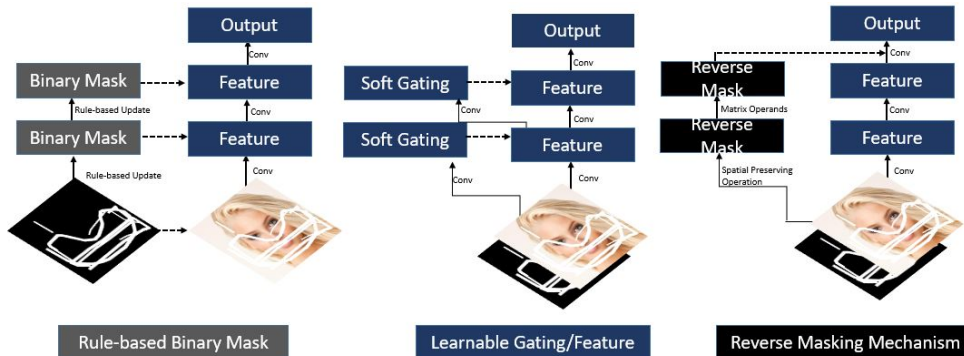 Output
Conv
Binary Mask
Feature
Rule-based Update
Conv
Binary Mask
Feature
Rule-based Update
Conv
Rule-based Binary Mask
Output
Conv
Soft Gating
Feature
Conv
Conv
Soft Gating
Feature
Conv
Conv
Learnable Gating/Feature
Output
Conv
Reverse
Mask
Feature
Matrix Operands
Conv
Reverse
Mask
Feature
Spatial Preserving
Operation
Conv
Reverse Masking Mechanism